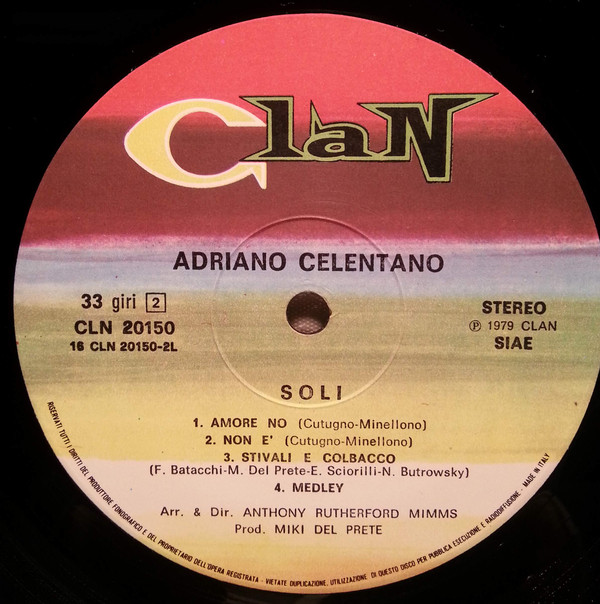 Clan
ADRIANO CELENTANO
33 giri 2
CLN 20150
16 CLN 20150-2L
STEREO
Ⓟ 1979 CLAN
SIAE
SOLI
1. AMORE NO (Cutugno-Minellono)
2. NON E' (Cutugno-Minellono)
3. STIVALI E COLBACCO
(F. Batacchi-M. Del Prete-E. Sciorilli-N. Butrowsky)
4. MEDLEY
Arr. & Dir. ANTHONY RUTHERFORD MIMMS
Prod. MIKI DEL PRETE
RISERVATI TUTTI I DIRITTI DEL PRODUTTORE FONOGRAFICO E DEL PROPRIETARIO DELL'OPERA REGISTRATA - VIETATE DUPLICAZIONE, UTILIZZAZIONE DI QUESTO DISCO PER PUBBLICA ESECUZIONE E RADIODIFFUSIONE - MADE IN ITALY